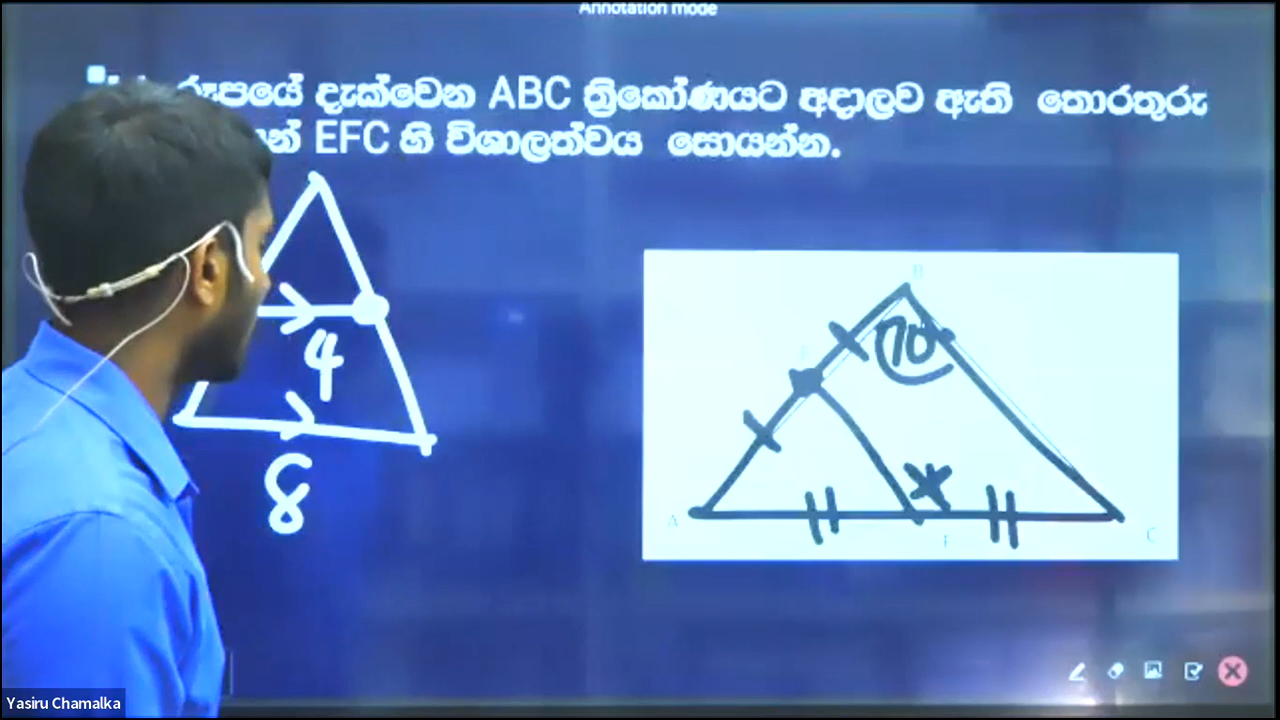 Annotation mode
රූපයේ දැක්වෙන ABC ත්‍රිකෝණයට අදාලව ඇති තොරතුරු
EFC හි විශාලත්වය සොයන්න.
4
8
B
70
A
F
C
Yasiru Chamalka